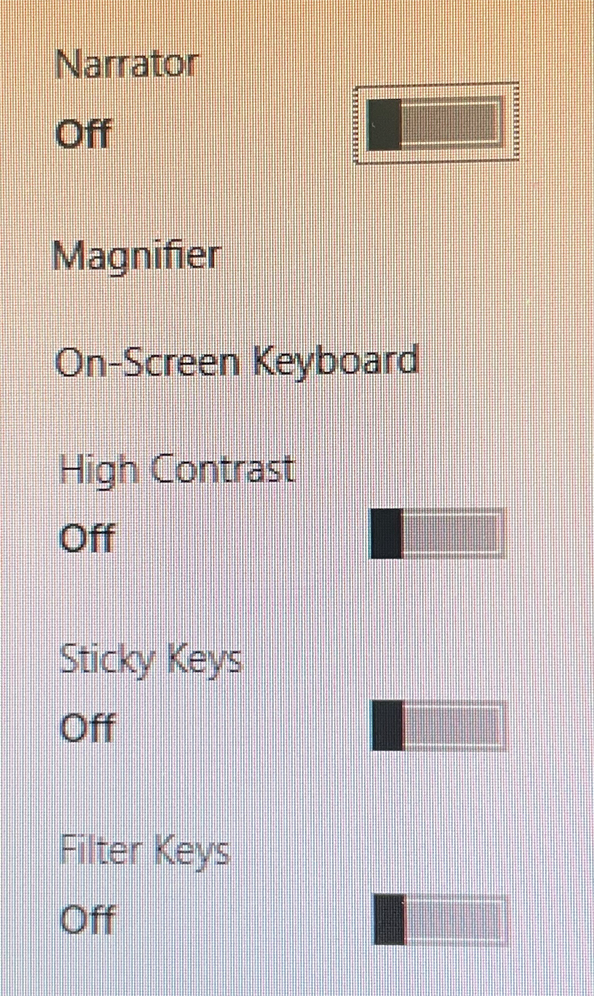 Narrator
Off
Magnifier
On-Screen Keyboard
High Contrast
Off
Sticky Keys
Off
Filter Keys
Off